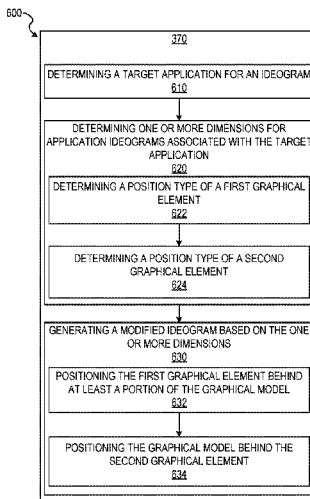 600
370
DETERMINING A TARGET APPLICATION FOR AN IDEOGRAM
610
DETERMINING ONE OR MORE DIMENSIONS FOR
APPLICATION IDEOGRAMS ASSOCIATED WITH THE TARGET
APPLICATION
620
DETERMINING A POSITION TYPE OF A FIRST GRAPHICAL
ELEMENT
622
DETERMINING A POSITION TYPE OF A SECOND
GRAPHICAL ELEMENT
624
GENERATING A MODIFIED IDEOGRAM BASED ON THE ONE
OR MORE DIMENSIONS
630
POSITIONING THE FIRST GRAPHICAL ELEMENT BEHIND
AT LEAST A PORTION OF THE GRAPHICAL MODEL
632
POSITIONING THE GRAPHICAL MODEL BEHIND THE
SECOND GRAPHICAL ELEMENT
634